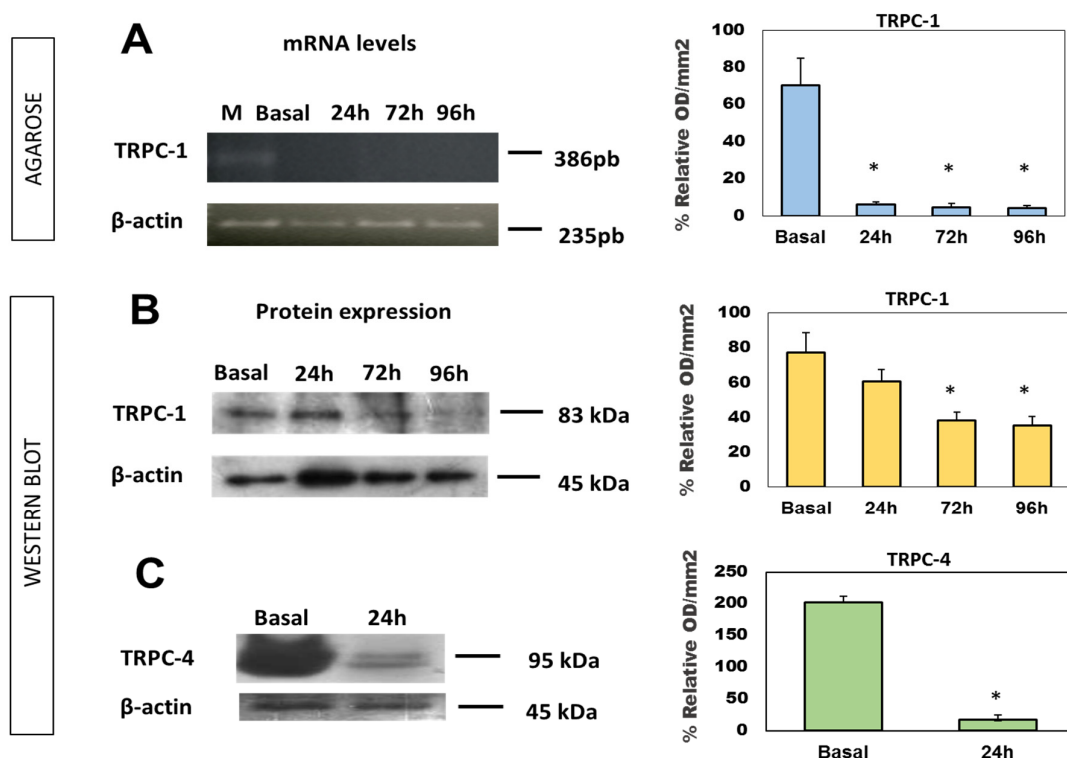 AGAROSE
A
mRNA levels
M Basal 24h 72h 96h
TRPC-1
386pb
β-actin
235pb
TRPC-1
% Relative OD/mm2
100
80
60
40
20
0
*
*
*
Basal 24h 72h 96h
WESTERN BLOT
B
Protein expression
Basal 24h 72h 96h
TRPC-1
83 kDa
β-actin
45 kDa
TRPC-1
% Relative OD/mm2
100
80
60
40
20
0
*
*
Basal 24h 72h 96h
C
Basal 24h
TRPC-4
95 kDa
β-actin
45 kDa
TRPC-4
% Relative OD/mm2
250
200
150
100
50
0
*
Basal 24h